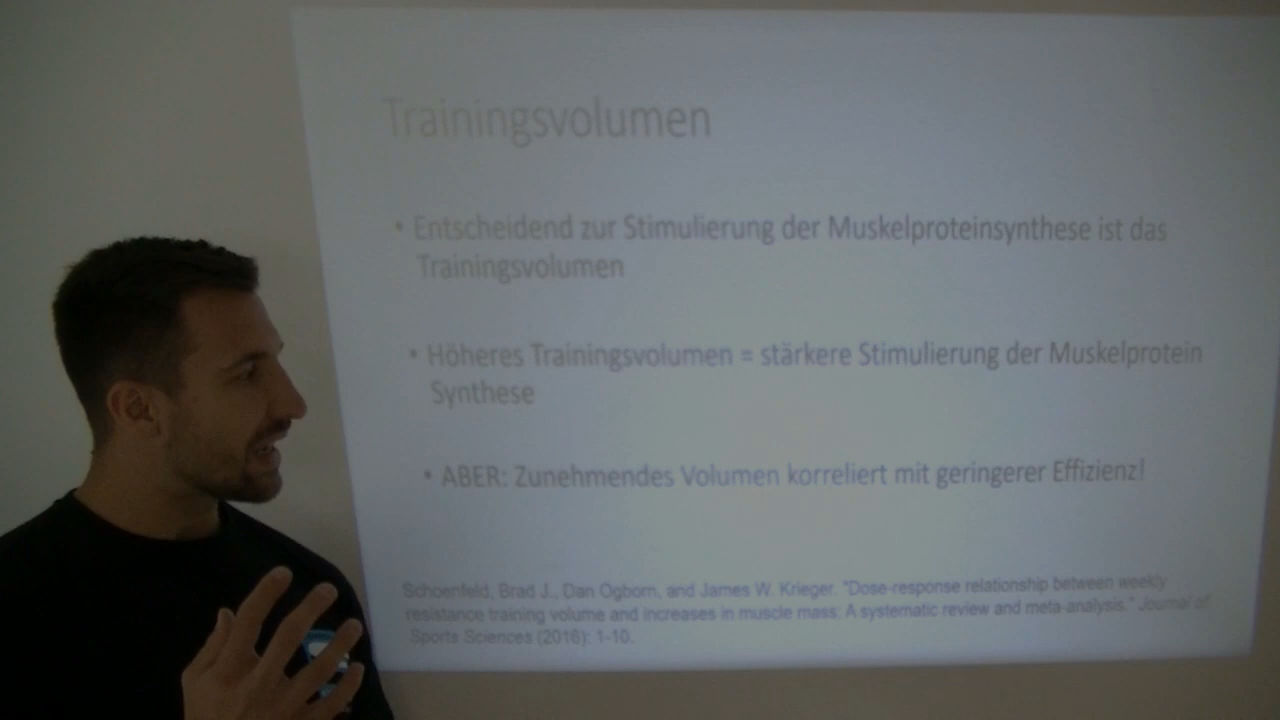 Trainingsvolumen
• Entscheidend zur Stimulierung der Muskelproteinsynthese ist das
Trainingsvolumen
• Höheres Trainingsvolumen = stärkere Stimulierung der Muskelprotein
Synthese
• ABER: Zunehmendes Volumen korreliert mit geringerer Effizienz!
Schoenfeld, Brad J., Dan Ogborn, and James W. Krieger. "Dose-response relationship between weekly
resistance training volume and increases in muscle mass: A systematic review and meta-analysis." Journal of
Sports Sciences (2016): 1-10.